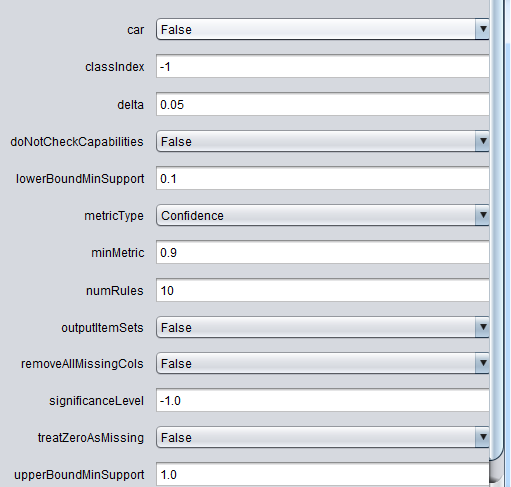 car False
classIndex -1
delta 0.05
doNotCheckCapabilities False
lowerBoundMinSupport 0.1
metricType Confidence
minMetric 0.9
numRules 10
outputItemSets False
removeAllMissingCols False
significanceLevel -1.0
treatZeroAsMissing False
upperBoundMinSupport 1.0